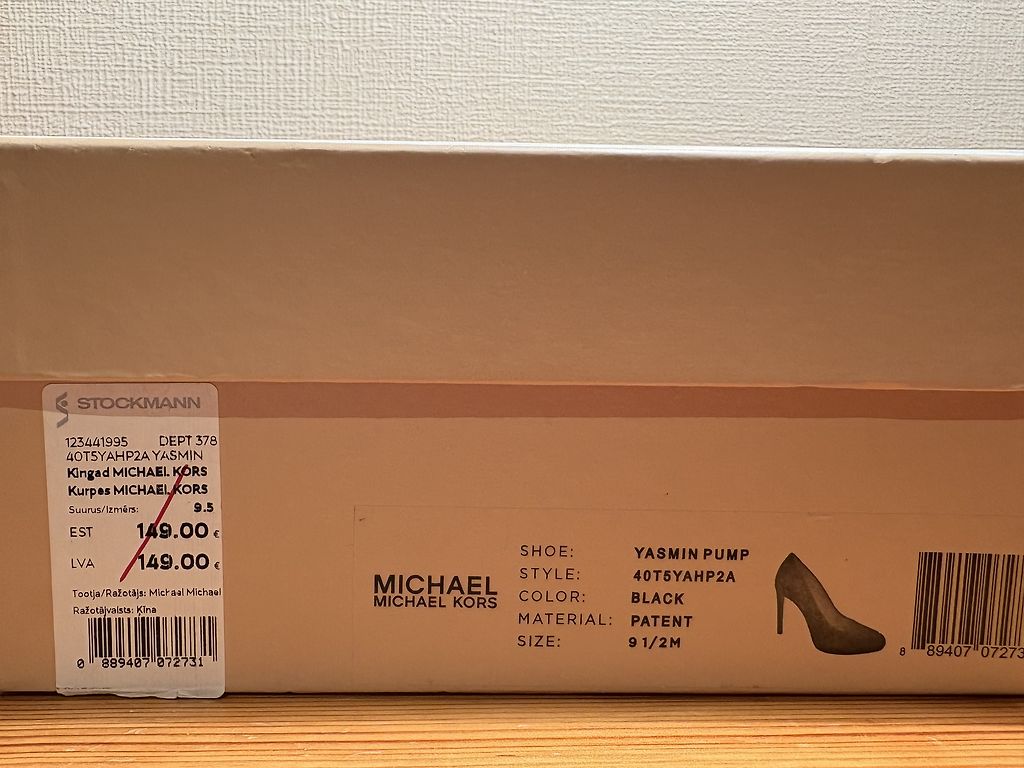 STOCKMANN
123441995 DEPT 378
40T5YAHP2A YASMIN
Kingad MICHAEL KORS
Kurpes MICHAEL KORS
Suurus/Izmērs: 9.5
EST 149.00 €
LVA 149.00 €
Tootja/Ražotājs: Michael Michael
Ražotājvalsts: Ķīna
0 889407 072731
MICHAEL
MICHAEL KORS
SHOE: YASMIN PUMP
STYLE: 40T5YAHP2A
COLOR: BLACK
MATERIAL: PATENT
SIZE: 9 1/2M
8 89407 07273